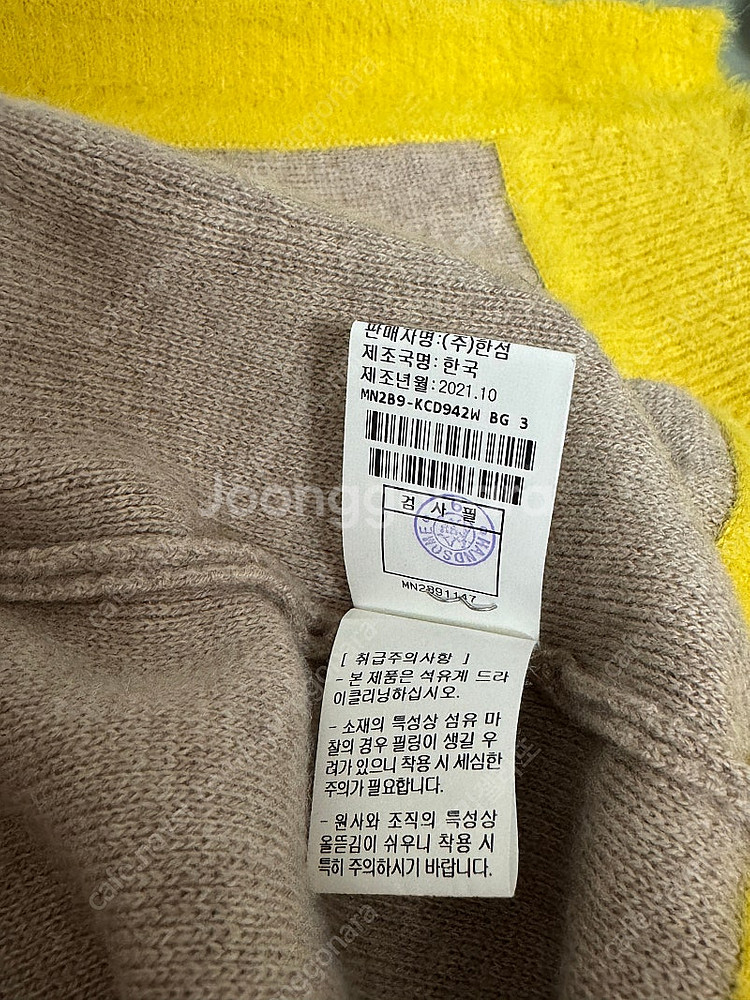 판매자명:(주)한섬
제조국명: 한국
제조년월:2021.10
MN2B9-KCD942W BG 3
검 사 필
HANDSOME
MN2B91147
[ 취급주의사항 ]
- 본 제품은 석유계 드라
이클리닝하십시오.
- 소재의 특성상 섬유 마
찰의 경우 필링이 생길 우
려가 있으니 착용 시 세심한
주의가 필요합니다.
- 원사와 조직의 특성상
올뜯김이 쉬우니 착용 시
특히 주의하시기 바랍니다.